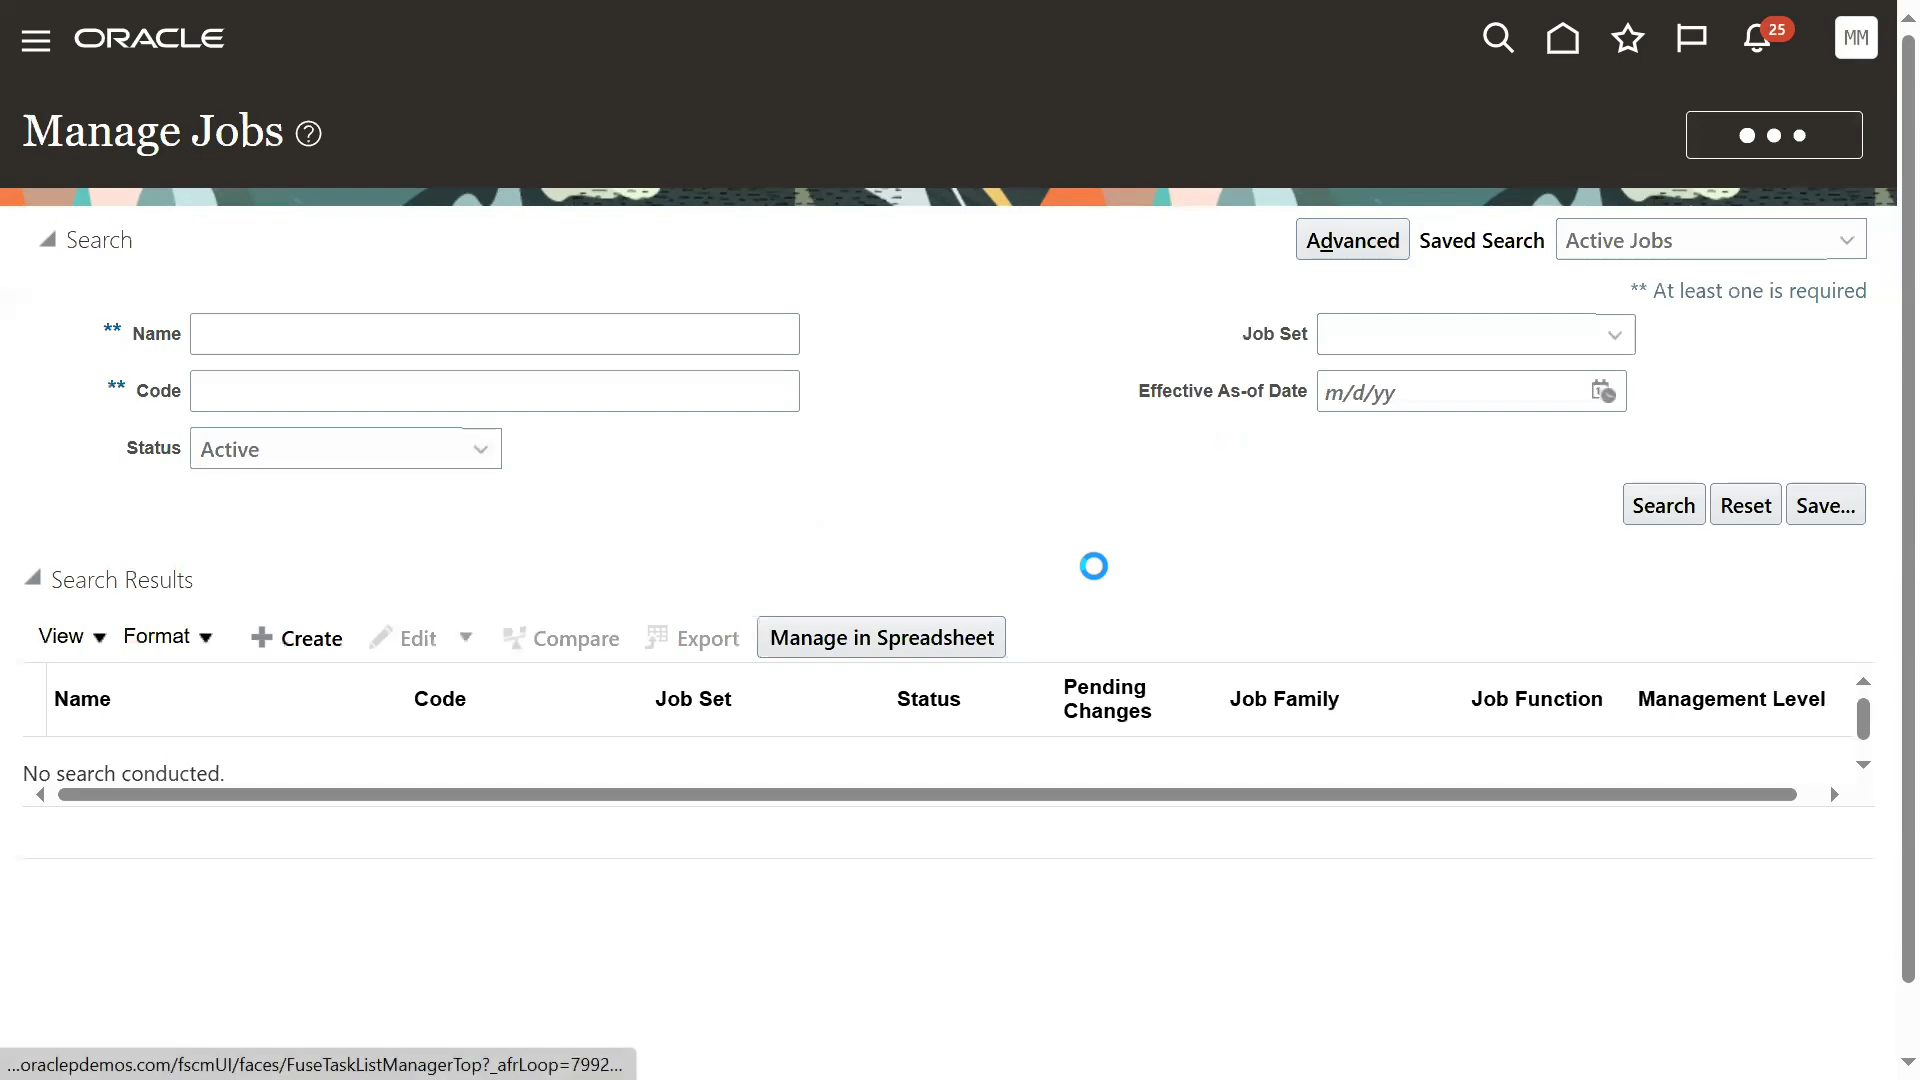 ORACLE
25
MM
Manage Jobs
Search
Advanced Saved Search Active Jobs
** At least one is required
** Name
Job Set
** Code
Effective As-of Date m/d/yy
Status Active
Search Reset Save...
Search Results
View Format Create Edit Compare Export Manage in Spreadsheet
Name Code Job Set Status Pending Changes Job Family Job Function Management Level
No search conducted.
...oraclepdemos.com/fscmUI/faces/FuseTaskListManagerTop?_afrLoop=7992...